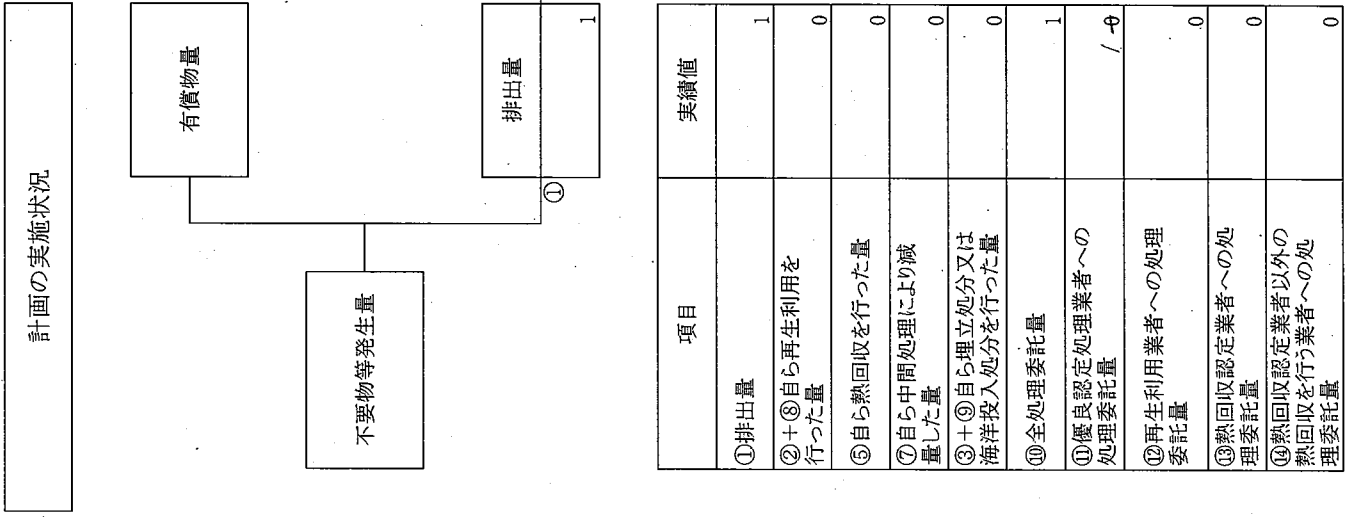 計画の実施状況
有償物量
不要物等発生量
排出量
①
1
項目 実績値
①排出量 1
②+⑧自ら再生利用を
行った量 0
⑤自ら熱回収を行った量 0
⑦自ら中間処理により減
量した量 0
③+⑨自ら埋立処分又は
海洋投入処分を行った量 0
⑩全処理委託量 1
⑪優良認定処理業者への
処理委託量 1 0
⑫再生利用業者への処理
委託量 0
⑬熱回収認定業者への処
理委託量 0
⑭熱回収認定業者以外の
熱回収を行う業者への処
理委託量 0